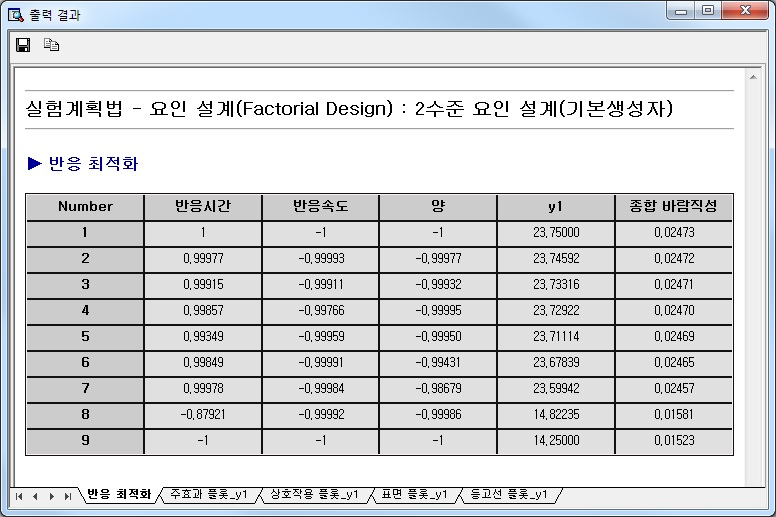 출력 결과
실험계획법 - 요인 설계(Factorial Design) : 2수준 요인 설계(기본생성자)
▶ 반응 최적화
Number 반응시간 반응속도 양 y1 종합 바람직성
1 1 -1 -1 23,75000 0,02473
2 0,99977 -0,99993 -0,99977 23,74592 0,02472
3 0,99915 -0,99911 -0,99932 23,73316 0,02471
4 0,99857 -0,99766 -0,99995 23,72922 0,02470
5 0,99349 -0,99959 -0,99950 23,71114 0,02469
6 0,99849 -0,99991 -0,99431 23,67839 0,02465
7 0,99978 -0,99984 -0,98679 23,59942 0,02457
8 -0,87921 -0,99992 -0,99986 14,82235 0,01581
9 -1 -1 -1 14,25000 0,01523
반응 최적화 주효과 플롯_y1 상호작용 플롯_y1 표면 플롯_y1 등고선 플롯_y1